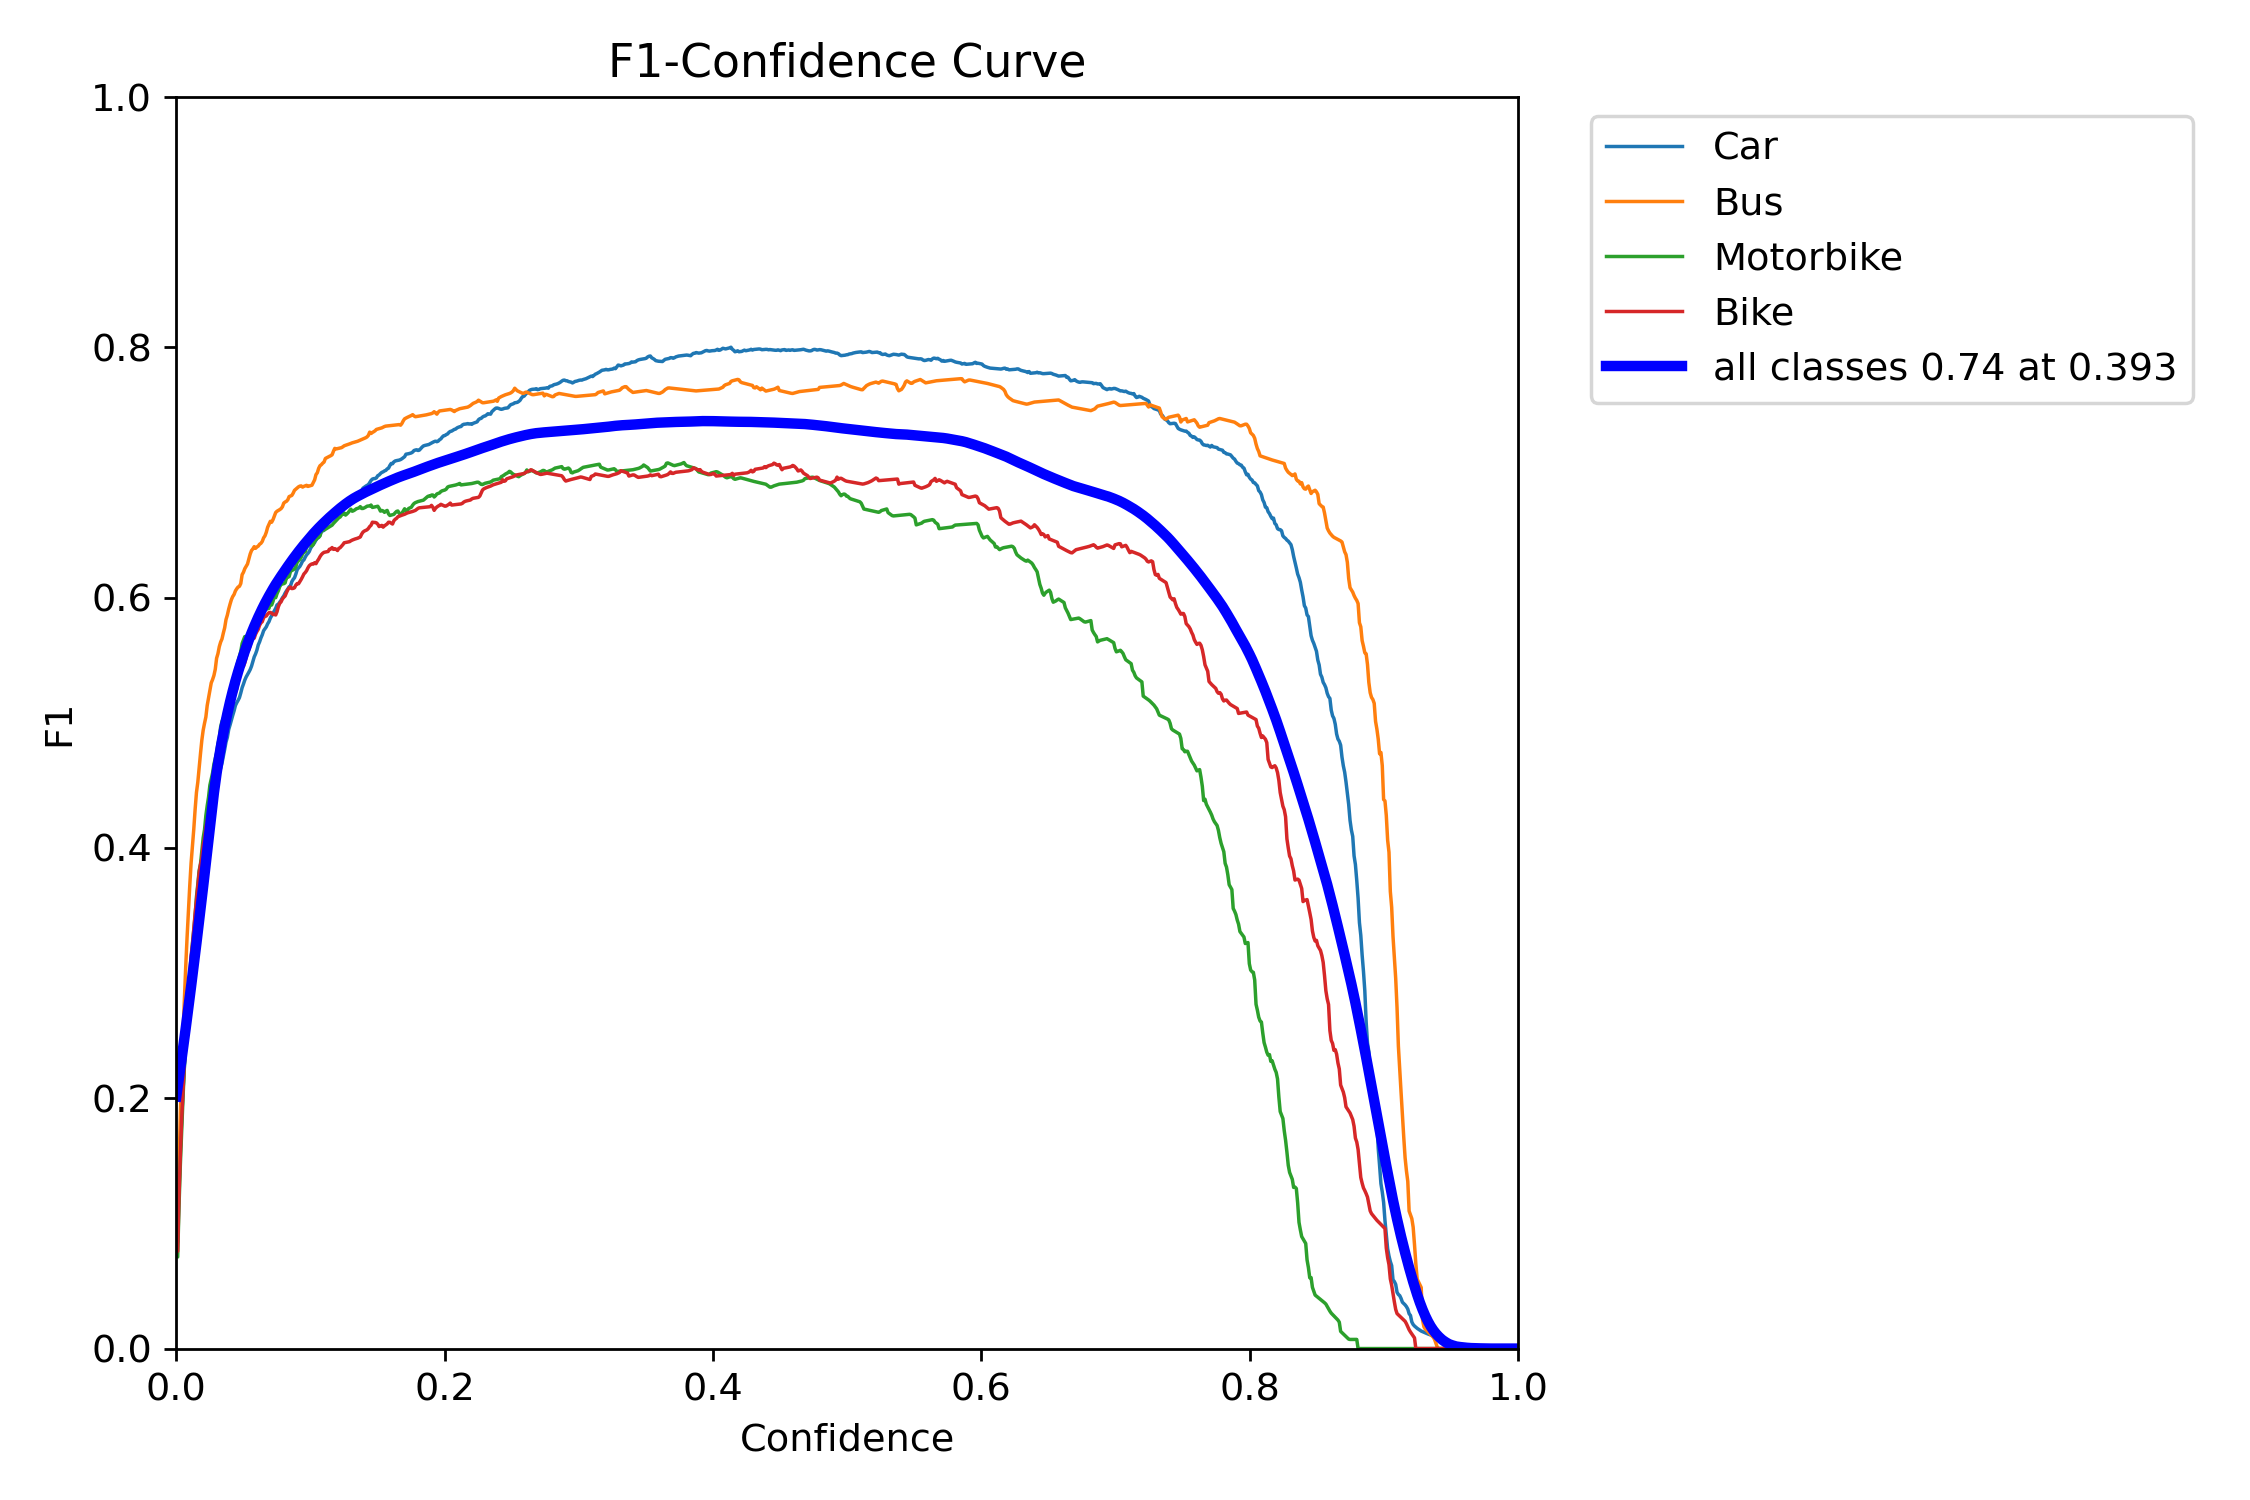 F1-Confidence Curve
1.0
0.8
0.6
0.4
0.2
0.0
F1
0.0 0.2 0.4 0.6 0.8 1.0
Confidence
Car
Bus
Motorbike
Bike
all classes 0.74 at 0.393